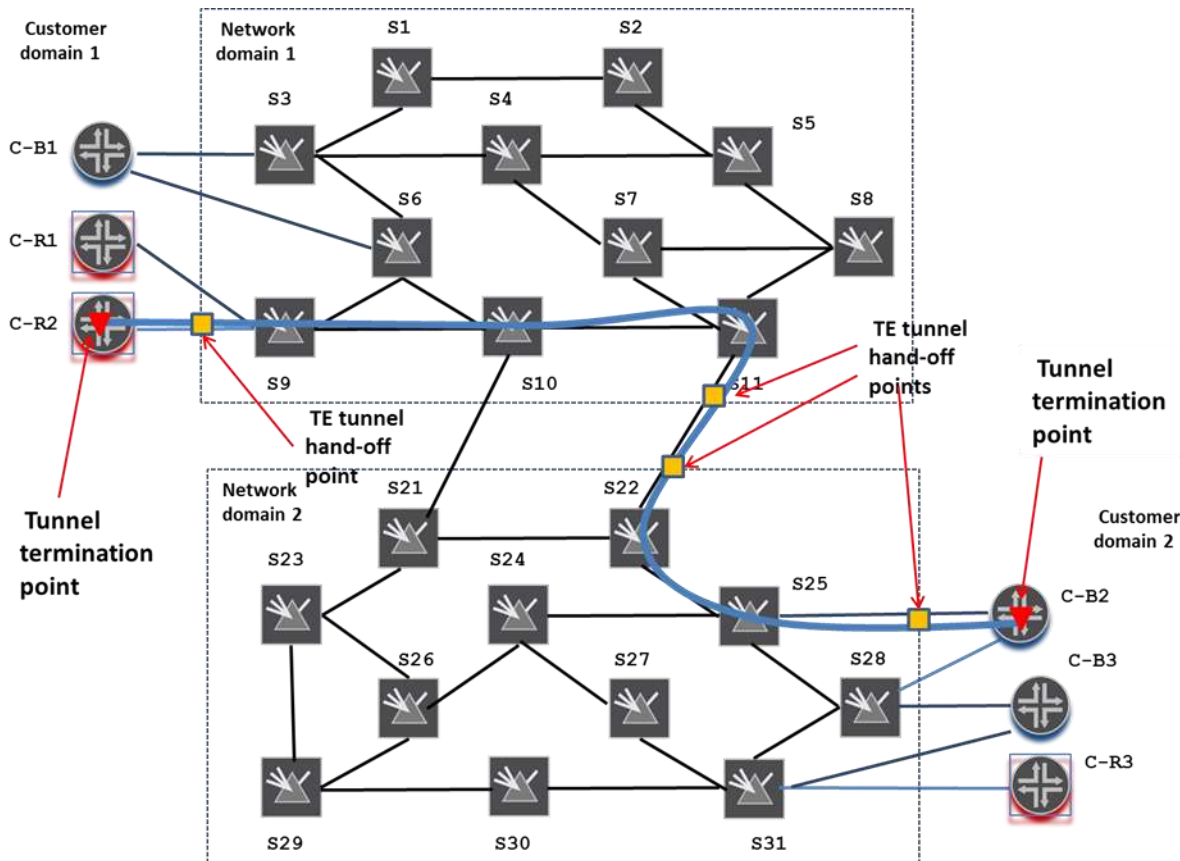 Customer
domain 1
Network
domain 1
S1
S2
S3
S4
S5
C-B1
S6
S7
S8
C-R1
C-R2
S9
S10
S11
TE tunnel
hand-off
points
TE tunnel
hand-off
point
Tunnel
termination
point
Tunnel
termination
point
Network
domain 2
S21
S22
Customer
domain 2
S23
S24
S25
C-B2
S26
S27
S28
C-B3
C-R3
S29
S30
S31